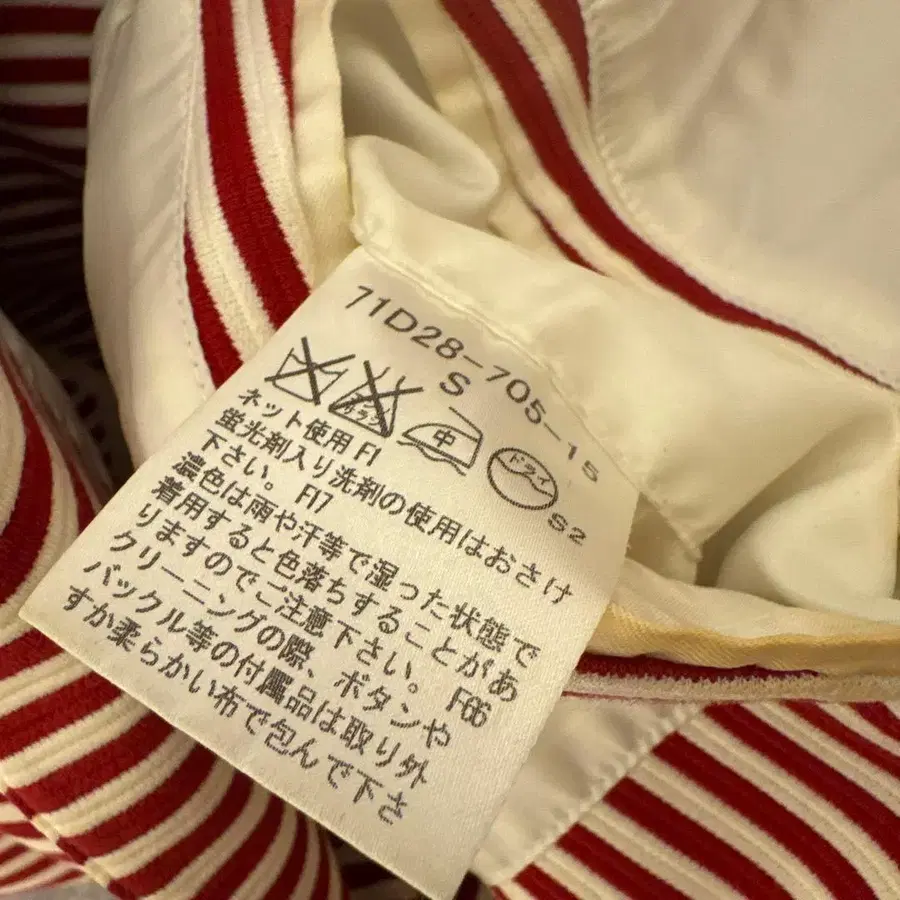 71D28-705-15
S
エンソ
中
ドライ
ネット使用 F1
S2
蛍光剤入り洗剤の使用はおさけ
下さい。 F17
濃色は雨や汗等で湿った状態で
着用すると色落ちすることがあ
りますのでご注意下さい。 F66
クリーニングの際、ボタンや
バックル等の付属品は取り外
すか柔らかい布で包んで下さ